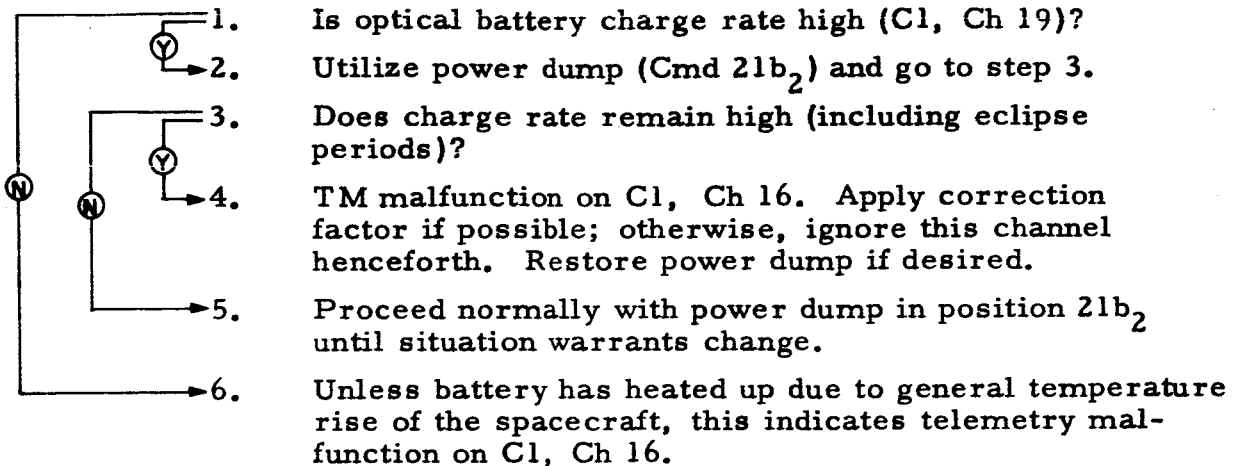 1. Is optical battery charge rate high (C1, Ch 19)?
Y
2. Utilize power dump (Cmd 21b2) and go to step 3.
3. Does charge rate remain high (including eclipse
periods)?
Y
N
N
4. TM malfunction on C1, Ch 16. Apply correction
factor if possible; otherwise, ignore this channel
henceforth. Restore power dump if desired.
5. Proceed normally with power dump in position 21b2
until situation warrants change.
6. Unless battery has heated up due to general temperature
rise of the spacecraft, this indicates telemetry mal-
function on C1, Ch 16.